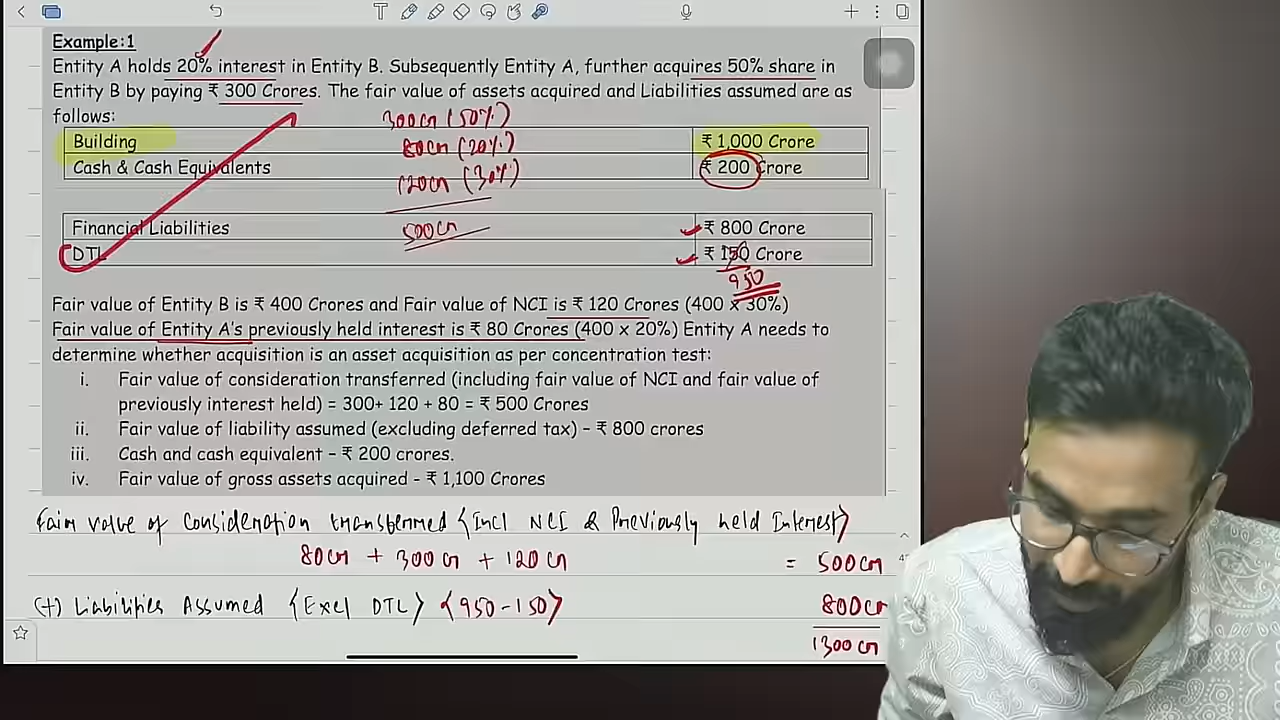 Example:1
Entity A holds 20% interest in Entity B. Subsequently Entity A, further acquires 50% share in
Entity B by paying ₹ 300 Crores. The fair value of assets acquired and Liabilities assumed are as
follows:
300cr (50%)
Building ₹ 1,000 Crore
80cr (20%)
Cash & Cash Equivalents ₹ 200 Crore
120cr (30%)
Financial Liabilities ₹ 800 Crore
500cr
DTL ₹ 150 Crore
950
Fair value of Entity B is ₹ 400 Crores and Fair value of NCI is ₹ 120 Crores (400 x 30%)
Fair value of Entity A's previously held interest is ₹ 80 Crores (400 x 20%) Entity A needs to
determine whether acquisition is an asset acquisition as per concentration test:
i. Fair value of consideration transferred (including fair value of NCI and fair value of
previously interest held) = 300+ 120 + 80 = ₹ 500 Crores
ii. Fair value of liability assumed (excluding deferred tax) – ₹ 800 crores
iii. Cash and cash equivalent – ₹ 200 crores.
iv. Fair value of gross assets acquired - ₹ 1,100 Crores
Fair value of Consideration transferred {Incl NCI & Previously held Interest}
80cr + 300cr + 120cr = 500cr
(+) Liabilities Assumed {Excl DTL} {950-150} 800cr
1300cr